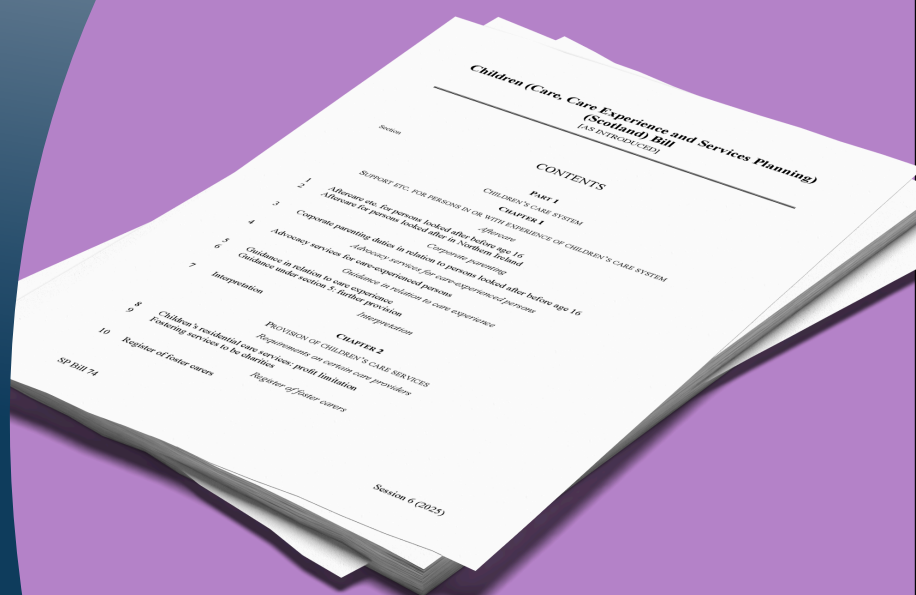 Children (Care, Care Experience and Services Planning)
(Scotland) Bill
[AS INTRODUCED]
CONTENTS
Section
PART 1
CHILDREN'S CARE SYSTEM
CHAPTER 1
SUPPORT ETC. FOR PERSONS IN OR WITH EXPERIENCE OF CHILDREN'S CARE SYSTEM
Aftercare
1 Aftercare etc. for persons looked after before age 16
2 Aftercare for persons looked after in Northern Ireland
Corporate parenting
3 Corporate parenting duties in relation to persons looked after before age 16
Advocacy services for care-experienced persons
4 Advocacy services for care-experienced persons
Guidance in relation to care experience
5 Guidance in relation to care experience
6 Guidance under section 5: further provision
Interpretation
7 Interpretation
CHAPTER 2
PROVISION OF CHILDREN'S CARE SERVICES
Requirements on certain care providers
8 Children's residential care services: profit limitation
9 Fostering services to be charities
Register of foster carers
10 Register of foster carers
SP Bill 74
Session 6 (2025)